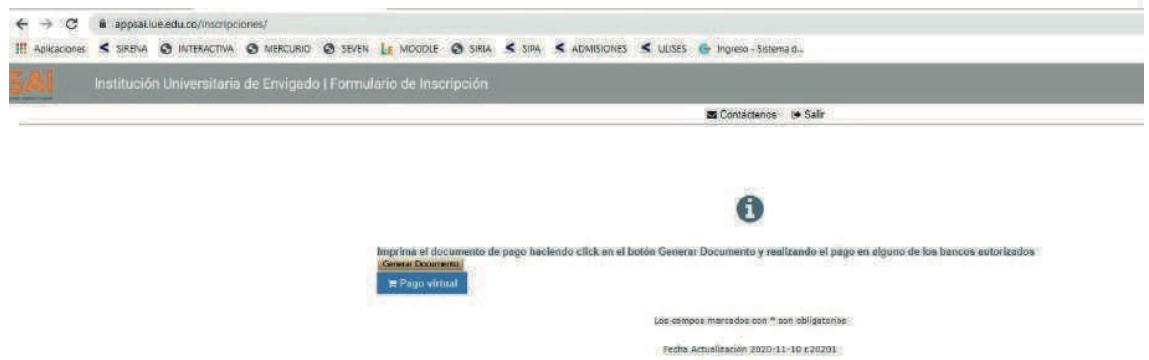 appsai.iue.edu.co/inscripciones/
Aplicaciones SIRENA INTERACTIVA MERCURIO SEVEN MOODLE SIRIA SIPA ADMISIONES ULISES Ingreso - Sistema d...
SAI Institución Universitaria de Envigado | Formulario de Inscripción
Contáctenos Salir
Imprima el documento de pago haciendo click en el botón Generar Documento y realizando el pago en alguno de los bancos autorizados
Generar Documento
Pago virtual
Los campos marcados con * son obligatorios
Fecha Actualización 2020-11-10 r.20201